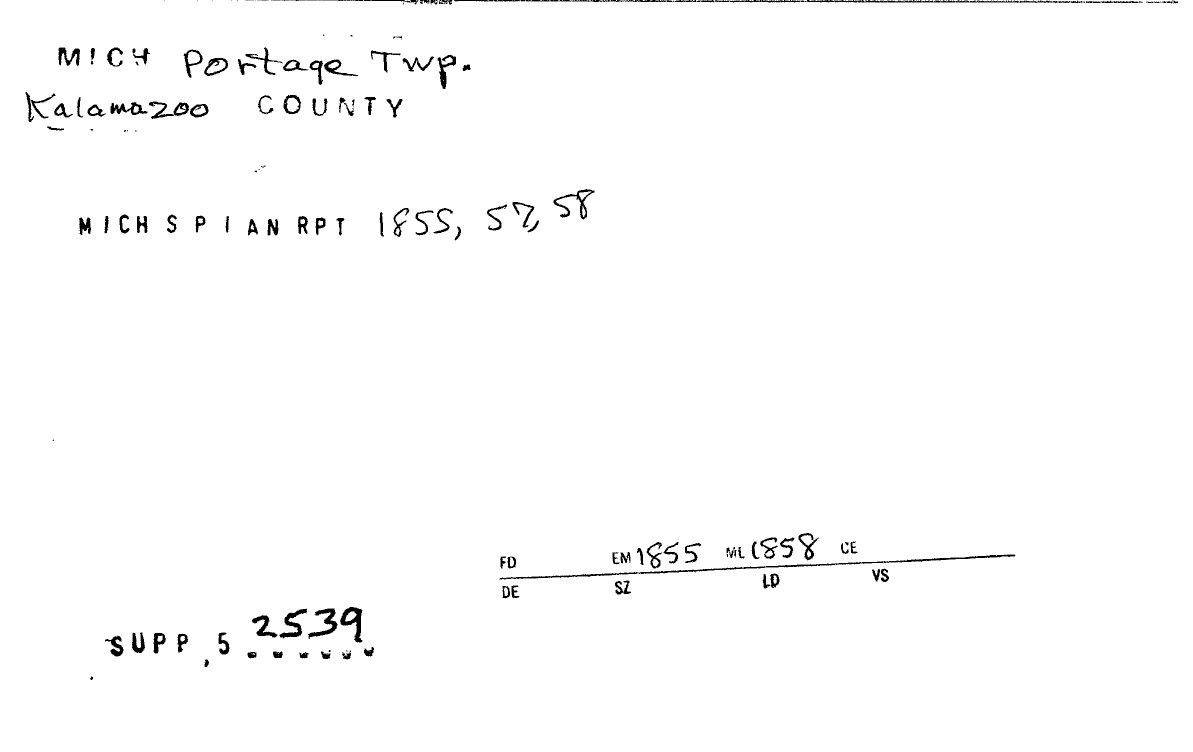 MICH Portage Twp.
Kalamazoo COUNTY
MICH S P I AN RPT 1855, 57, 58
FD EM 1855 ML 1858 CE
DE SZ LD VS
SUPP, 5 2539